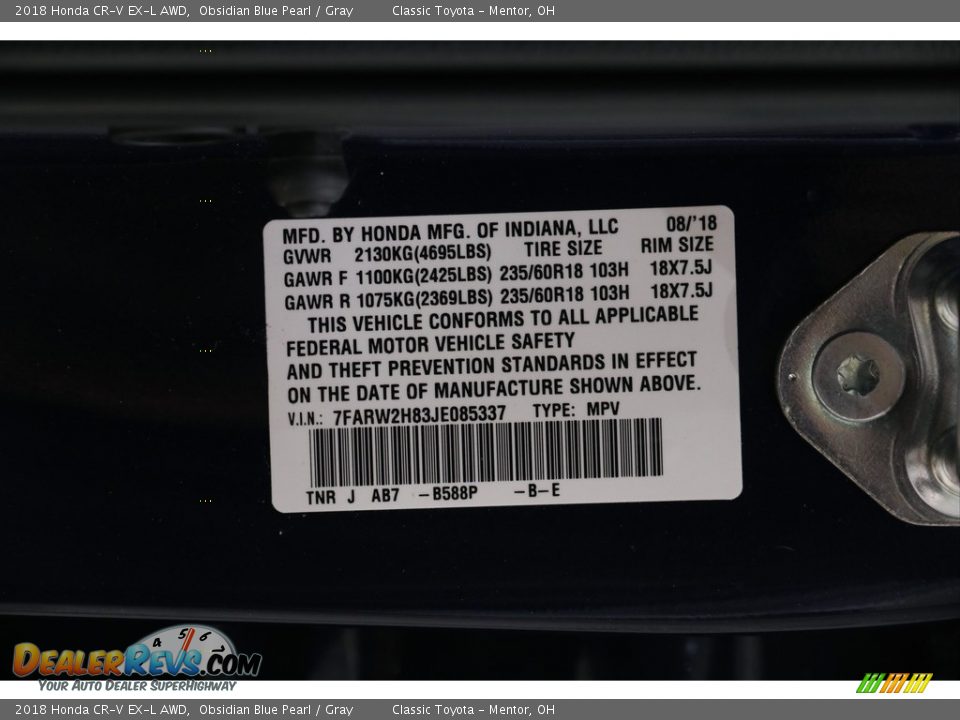 2018 Honda CR-V EX-L AWD, Obsidian Blue Pearl / Gray Classic Toyota - Mentor, OH
MFD. BY HONDA MFG. OF INDIANA, LLC 08/'18
GVWR 2130KG(4695LBS) TIRE SIZE RIM SIZE
GAWR F 1100KG(2425LBS) 235/60R18 103H 18X7.5J
GAWR R 1075KG(2369LBS) 235/60R18 103H 18X7.5J
THIS VEHICLE CONFORMS TO ALL APPLICABLE
FEDERAL MOTOR VEHICLE SAFETY
AND THEFT PREVENTION STANDARDS IN EFFECT
ON THE DATE OF MANUFACTURE SHOWN ABOVE.
V.I.N.: 7FARW2H83JE085337 TYPE: MPV
TNR J AB7 -B588P -B-E
4 5 6
DEALERREVS.COM
YOUR AUTO DEALER SUPERHIGHWAY
2018 Honda CR-V EX-L AWD, Obsidian Blue Pearl / Gray Classic Toyota - Mentor, OH